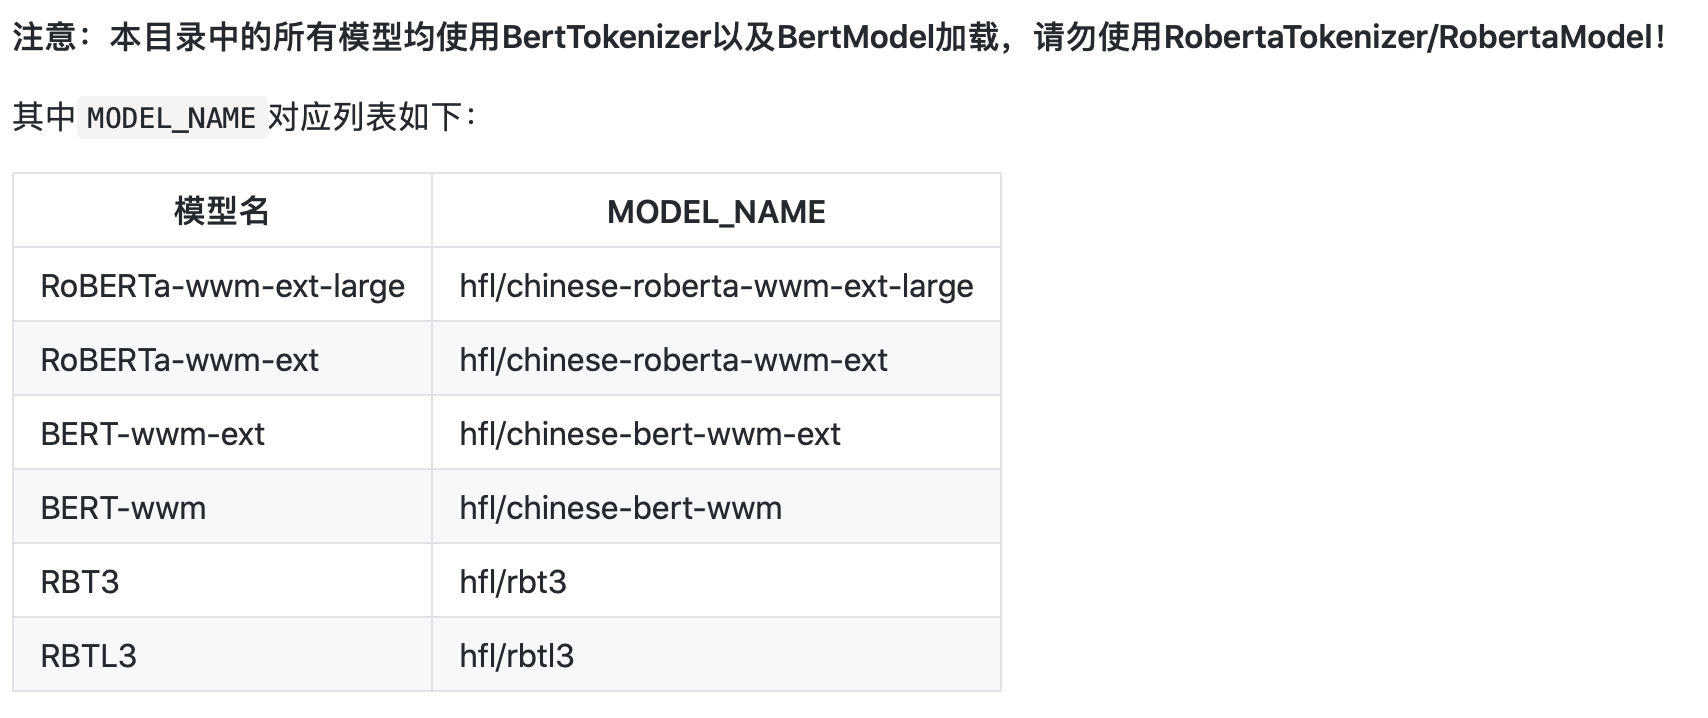 注意：本目录中的所有模型均使用BertTokenizer以及BertModel加载，请勿使用RobertaTokenizer/RobertaModel！
其中 MODEL_NAME 对应列表如下：
模型名 MODEL_NAME
RoBERTa-wwm-ext-large hfl/chinese-roberta-wwm-ext-large
RoBERTa-wwm-ext hfl/chinese-roberta-wwm-ext
BERT-wwm-ext hfl/chinese-bert-wwm-ext
BERT-wwm hfl/chinese-bert-wwm
RBT3 hfl/rbt3
RBTL3 hfl/rbtl3